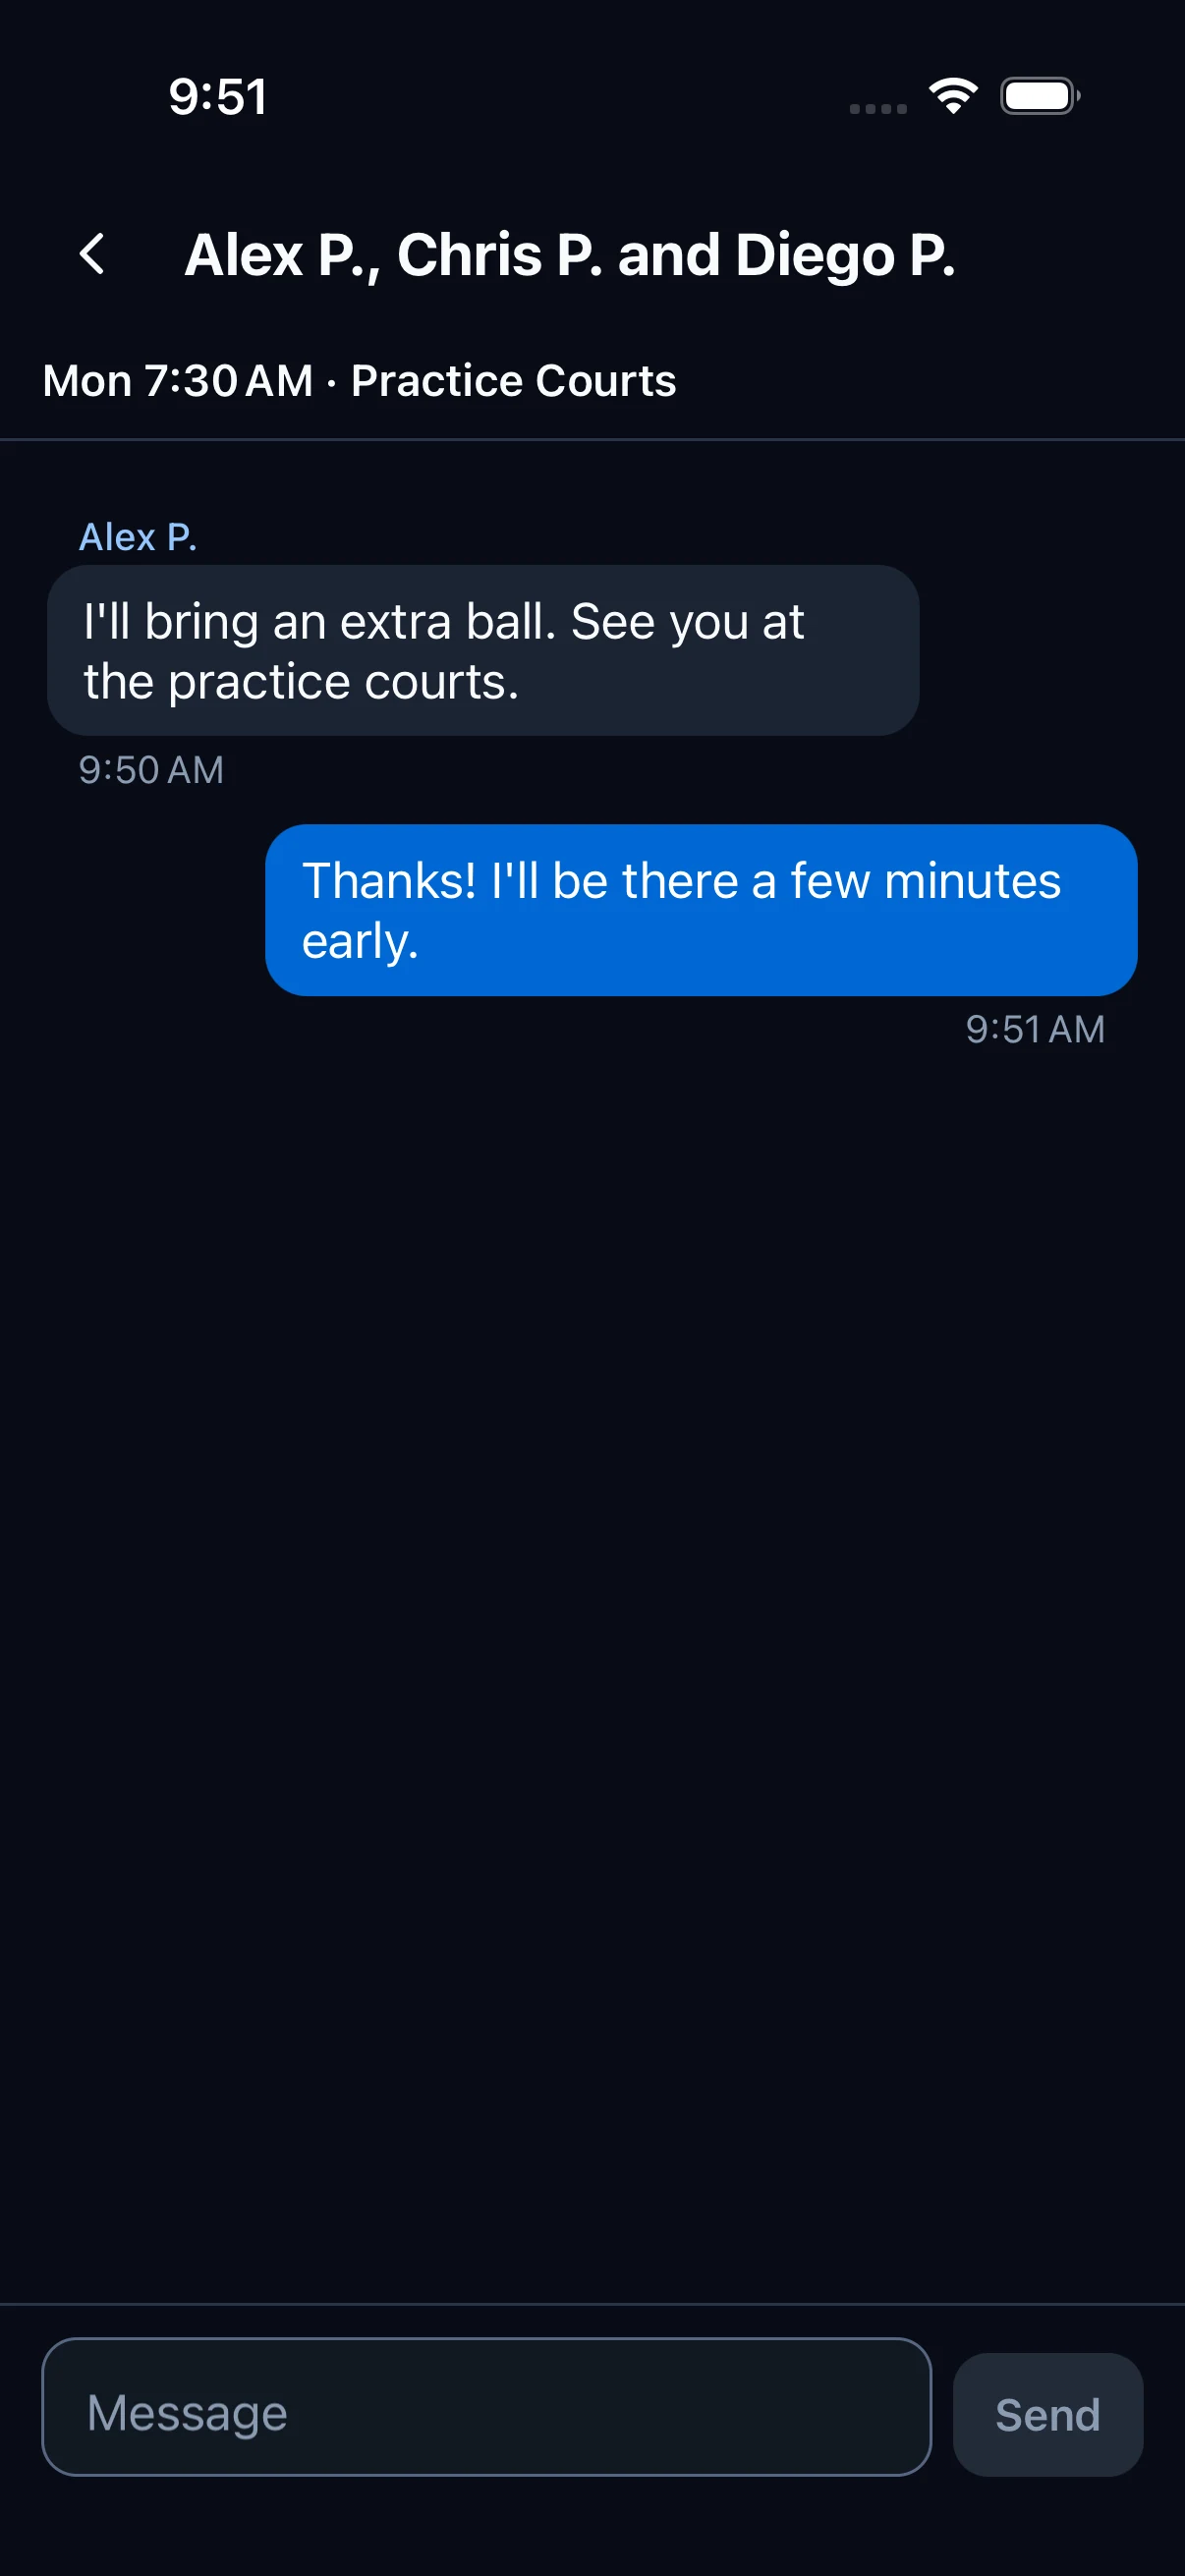 9:51
Alex P., Chris P. and Diego P.
Mon 7:30 AM · Practice Courts
Alex P.
I'll bring an extra ball. See you at
the practice courts.
9:50 AM
Thanks! I'll be there a few minutes
early.
9:51 AM
Message
Send